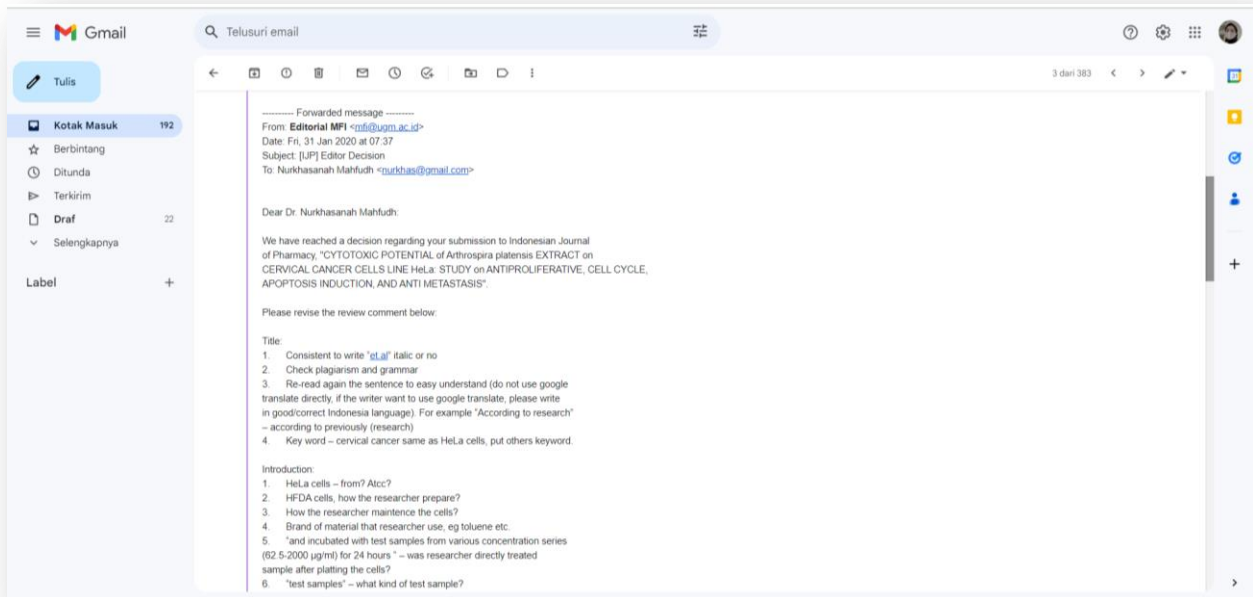 Gmail
Telusuri email
Tulis
3 dari 383
Kotak Masuk 192
Berbintang
Ditunda
Terkirim
Draf 22
Selengkapnya
Label
---------- Forwarded message ---------
From: Editorial MFI <mfi@ugm.ac.id>
Date: Fri, 31 Jan 2020 at 07:37
Subject: [IJP] Editor Decision
To: Nurkhasanah Mahfudh <nurkhas@gmail.com>
Dear Dr. Nurkhasanah Mahfudh:
We have reached a decision regarding your submission to Indonesian Journal
of Pharmacy, "CYTOTOXIC POTENTIAL of Arthrospira platensis EXTRACT on
CERVICAL CANCER CELLS LINE HeLa: STUDY on ANTIPROLIFERATIVE, CELL CYCLE,
APOPTOSIS INDUCTION, AND ANTI METASTASIS".
Please revise the review comment below:
Title:
1. Consistent to write "et.al" italic or no
2. Check plagiarism and grammar
3. Re-read again the sentence to easy understand (do not use google
translate directly, if the writer want to use google translate, please write
in good/correct Indonesia language). For example "According to research"
– according to previously (research)
4. Key word – cervical cancer same as HeLa cells, put others keyword.
Introduction:
1. HeLa cells – from? Atcc?
2. HFDA cells, how the researcher prepare?
3. How the researcher maintence the cells?
4. Brand of material that researcher use, eg toluene etc.
5. "and incubated with test samples from various concentration series
(62.5-2000 µg/ml) for 24 hours " – was researcher directly treated
sample after platting the cells?
6. "test samples" – what kind of test sample?